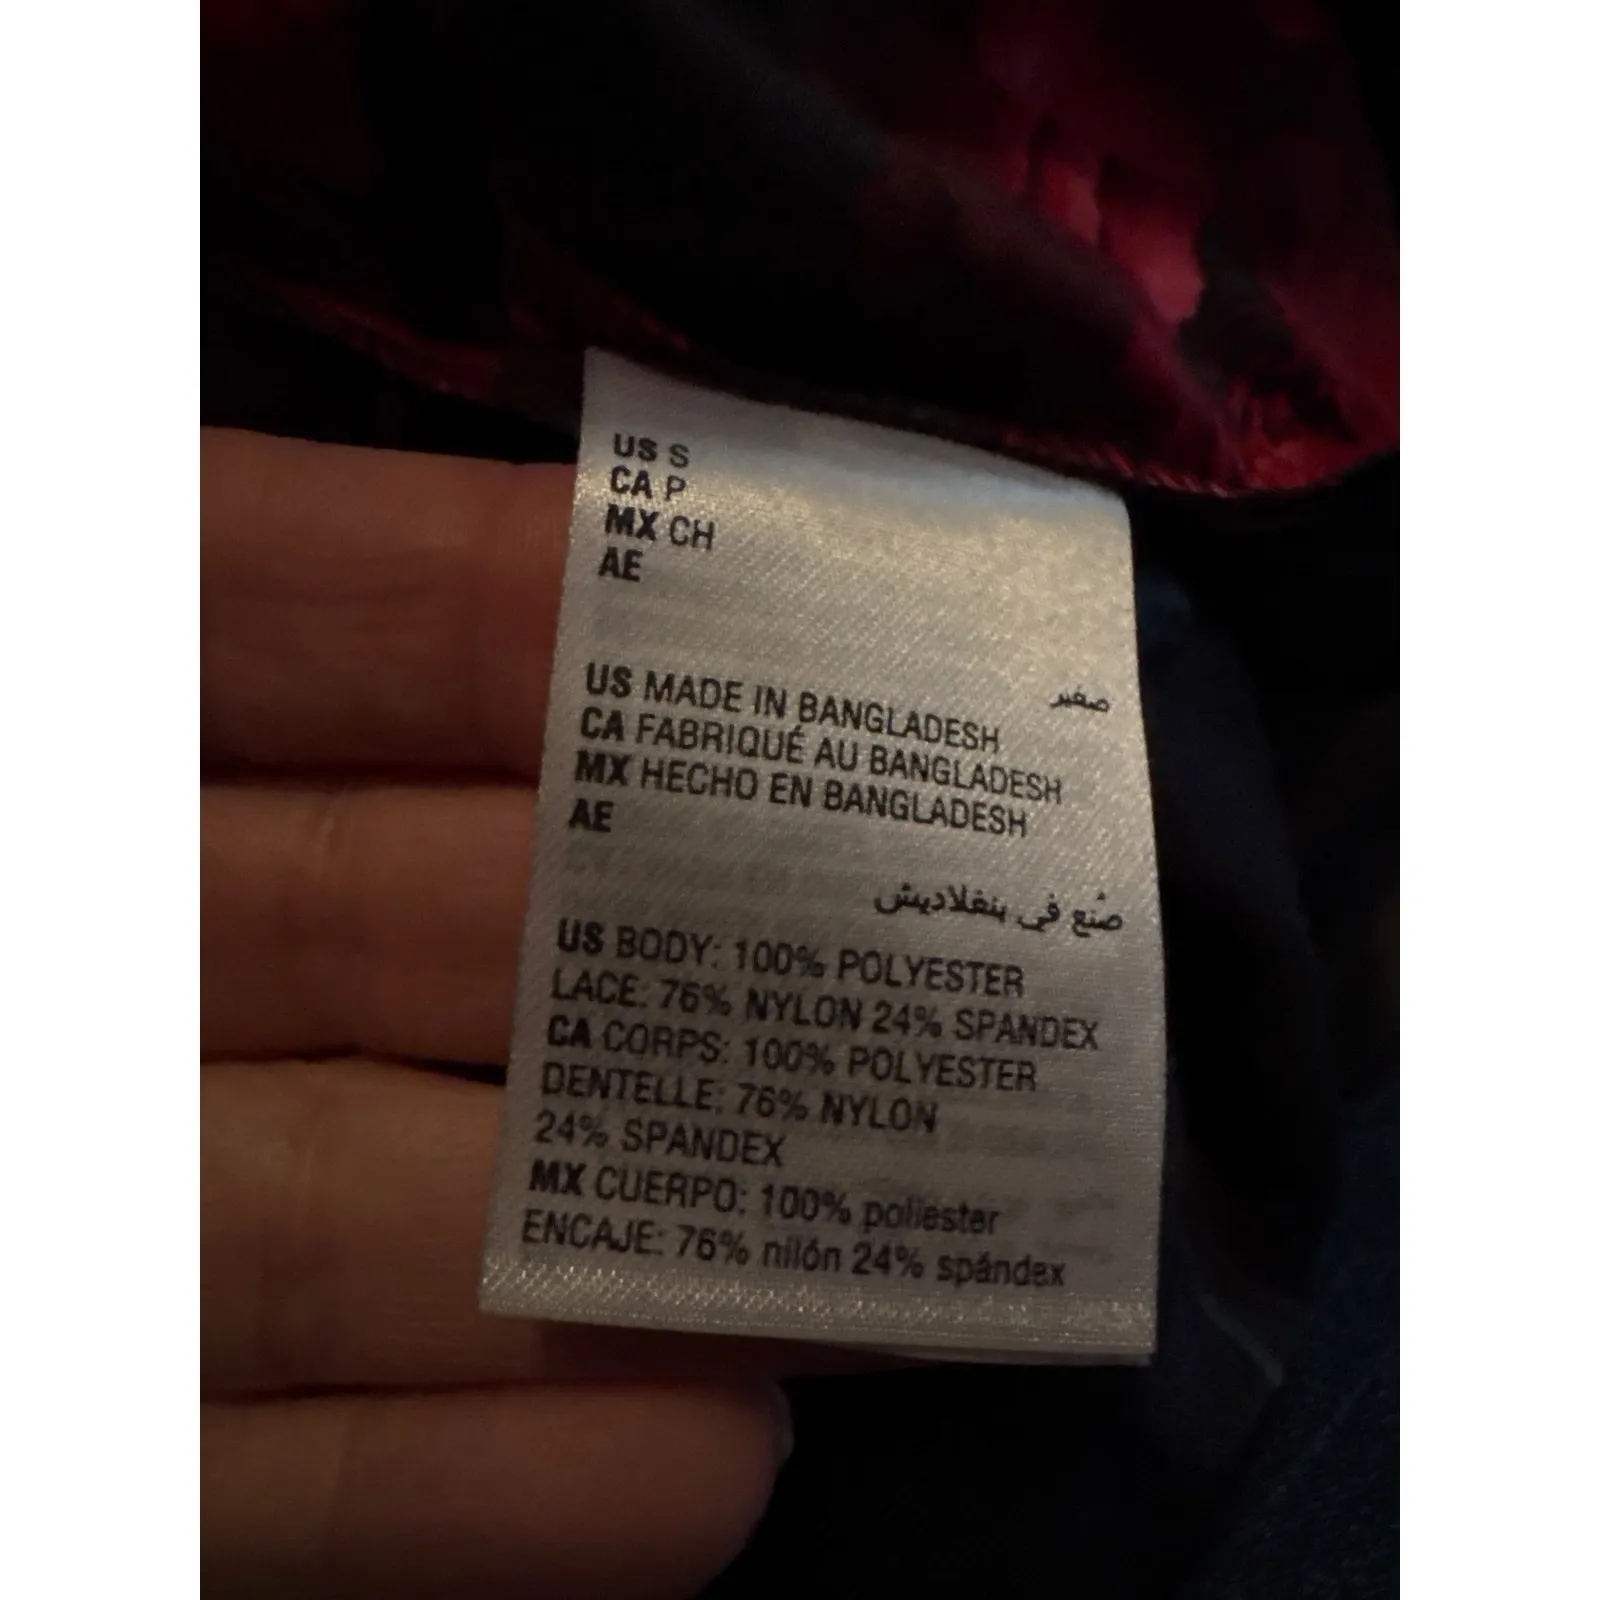 US S
CA P
MX CH
AE
صغير
US MADE IN BANGLADESH
CA FABRIQUÉ AU BANGLADESH
MX HECHO EN BANGLADESH
AE
صُنع في بنغلاديش
US BODY: 100% POLYESTER
LACE: 76% NYLON 24% SPANDEX
CA CORPS: 100% POLYESTER
DENTELLE: 76% NYLON
24% SPANDEX
MX CUERPO: 100% poliéster
ENCAJE: 76% nilón 24% spándex